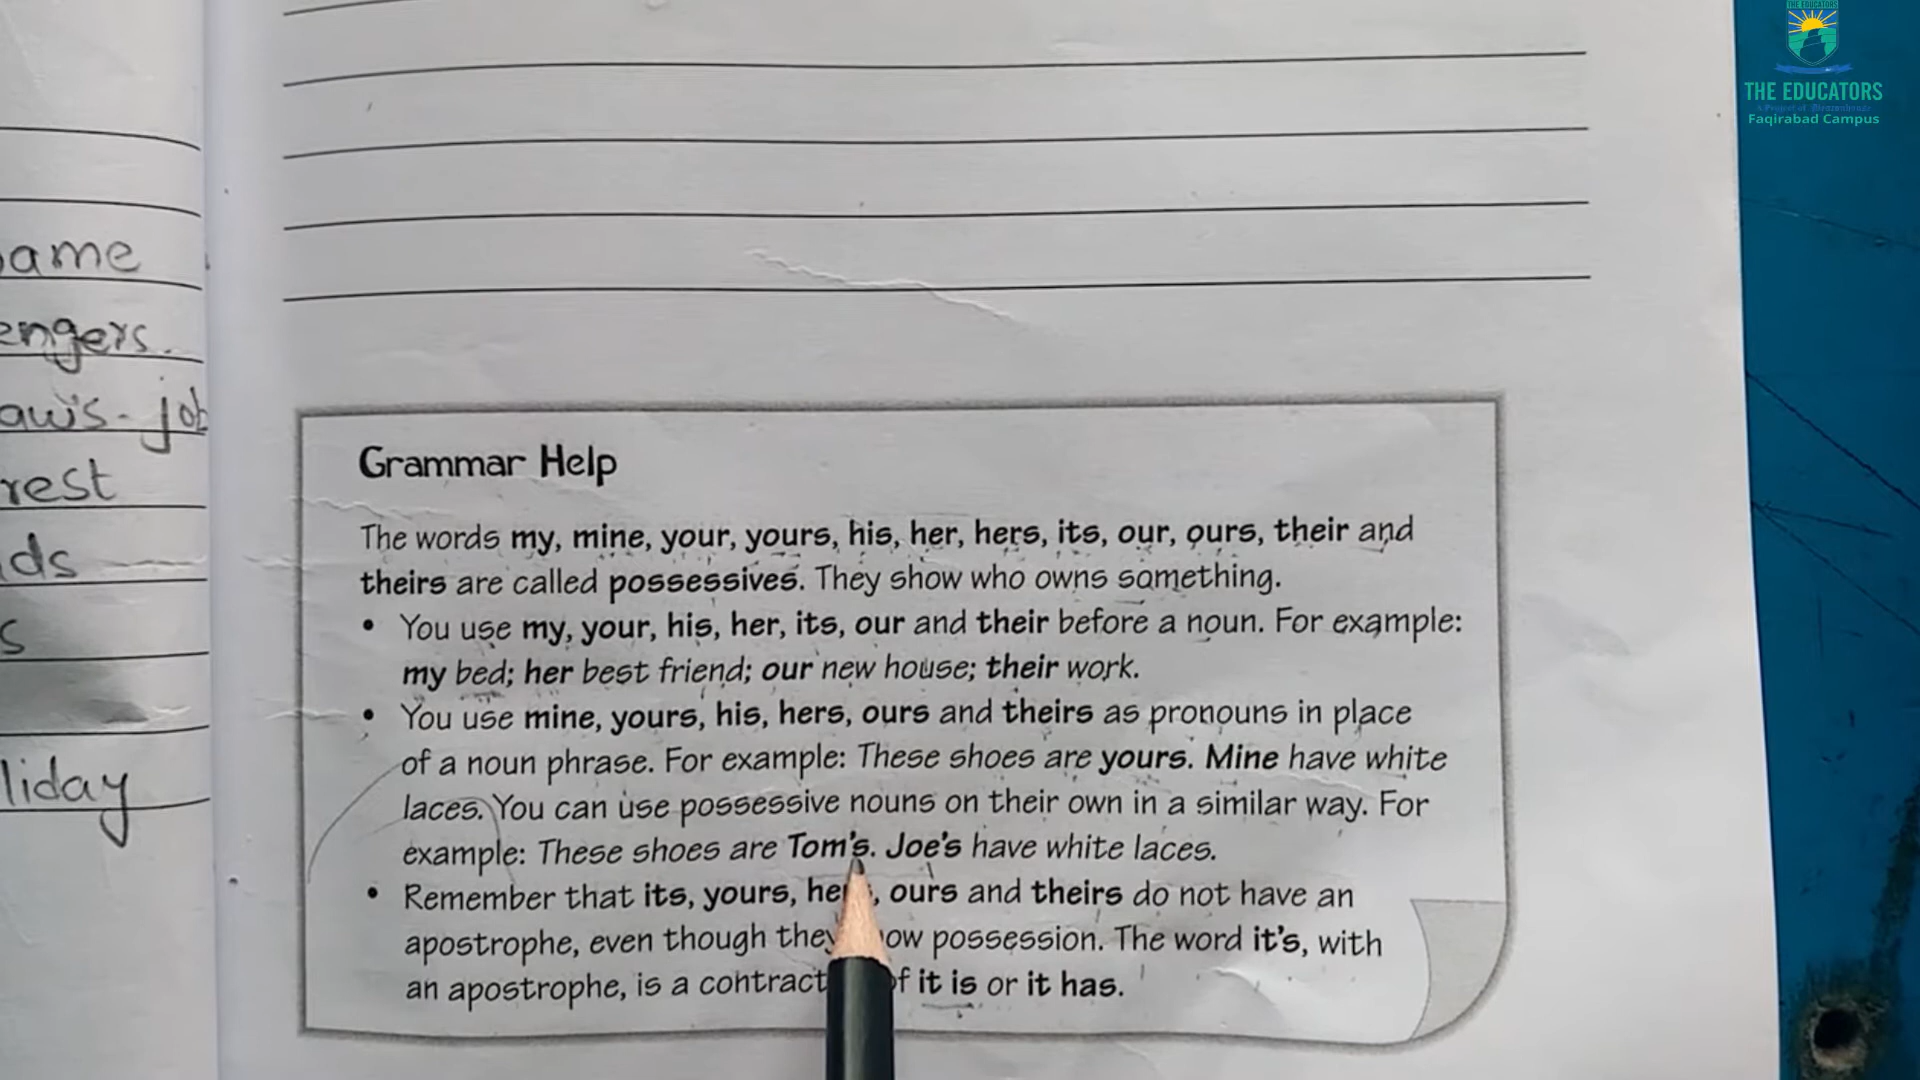 THE EDUCATORS
THE EDUCATORS
Faqirabad Campus
engers.
job
rest
Grammar Help
The words my, mine, your, yours, his, her, hers, its, our, ours, their and
theirs are called possessives. They show who owns something.
• You use my, your, his, her, its, our and their before a noun. For example:
my bed; her best friend; our new house; their work.
• You use mine, yours, his, hers, ours and theirs as pronouns in place
of a noun phrase. For example: These shoes are yours. Mine have white
laces. You can use possessive nouns on their own in a similar way. For
example: These shoes are Tom's. Joe's have white laces.
• Remember that its, yours, ours and theirs do not have an
apostrophe, even though possession. The word it's, with
an apostrophe, is a it is or it has.